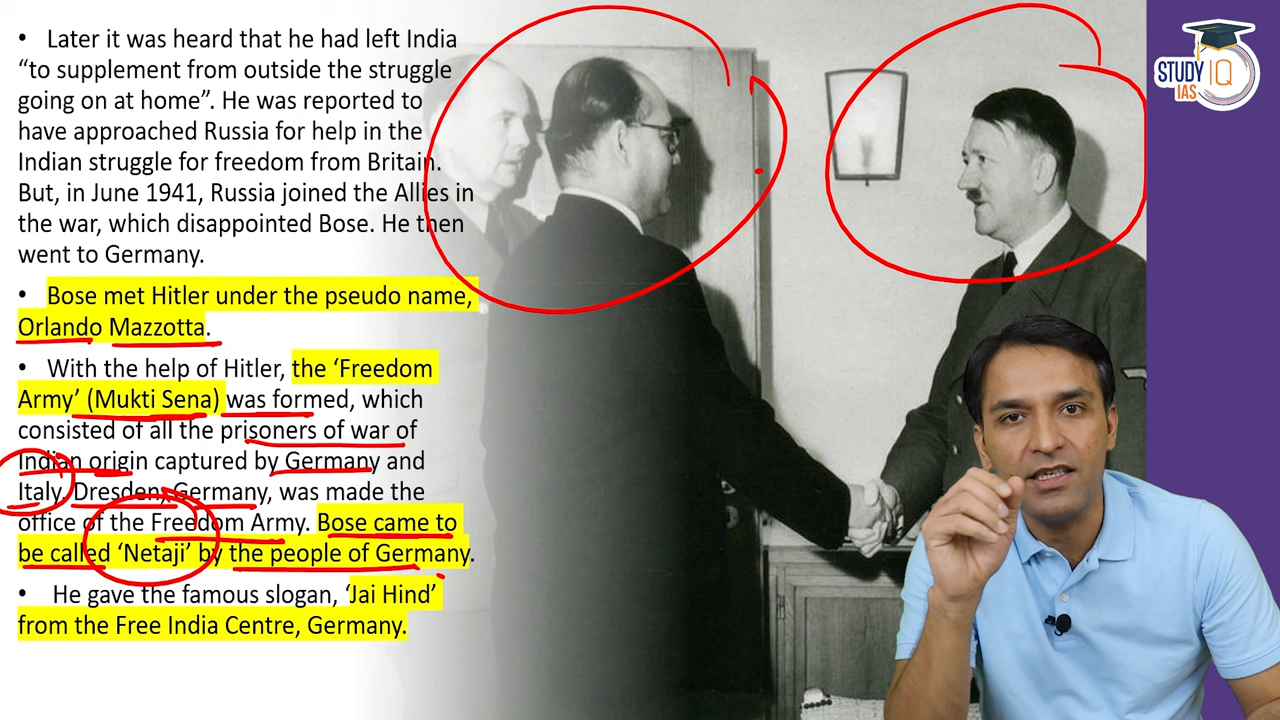 • Later it was heard that he had left India
“to supplement from outside the struggle
going on at home”. He was reported to
have approached Russia for help in the
Indian struggle for freedom from Britain.
But, in June 1941, Russia joined the Allies in
the war, which disappointed Bose. He then
went to Germany.
• Bose met Hitler under the pseudo name,
Orlando Mazzotta.
• With the help of Hitler, the ‘Freedom
Army’ (Mukti Sena) was formed, which
consisted of all the prisoners of war of
Indian origin captured by Germany and
Italy. Dresden, Germany, was made the
office of the Freedom Army. Bose came to
be called ‘Netaji’ by the people of Germany.
• He gave the famous slogan, ‘Jai Hind’
from the Free India Centre, Germany.
STUDY IQ
IAS